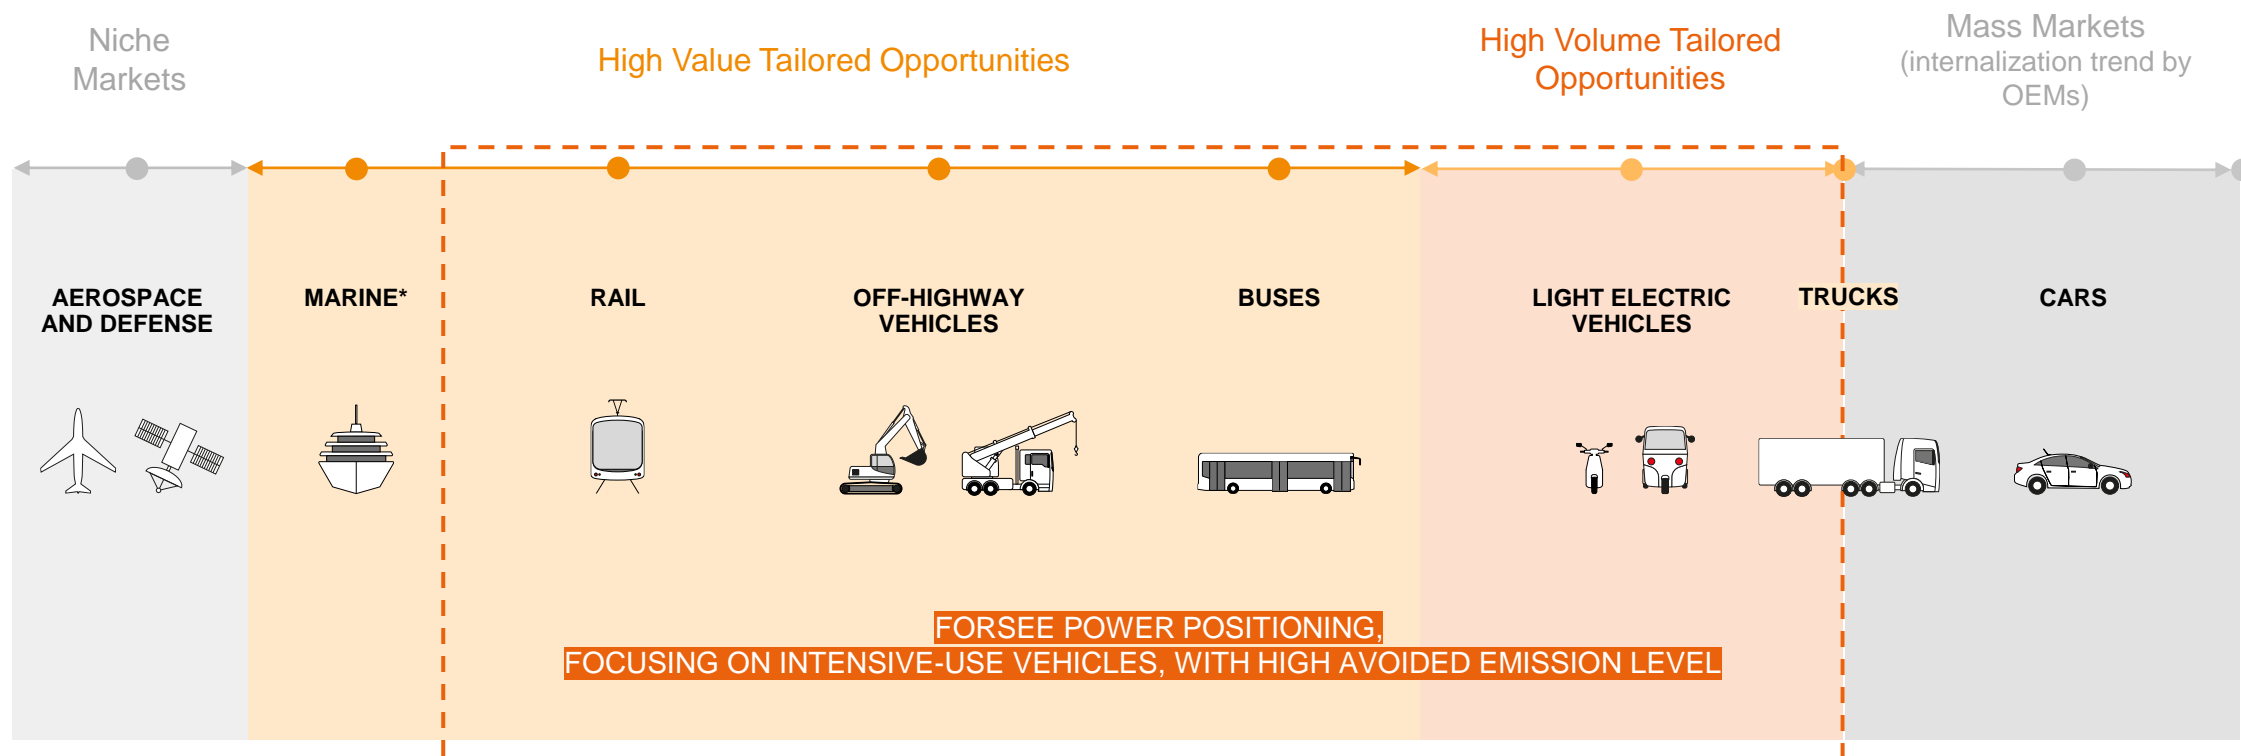 Niche
Markets
High Value Tailored Opportunities
High Volume Tailored
Opportunities
Mass Markets
(internalization trend by
OEMs)
AEROSPACE
AND DEFENSE
MARINE*
RAIL
OFF-HIGHWAY
VEHICLES
BUSES
LIGHT ELECTRIC
VEHICLES
TRUCKS
CARS
FORSEE POWER POSITIONING,
FOCUSING ON INTENSIVE-USE VEHICLES, WITH HIGH AVOIDED EMISSION LEVEL